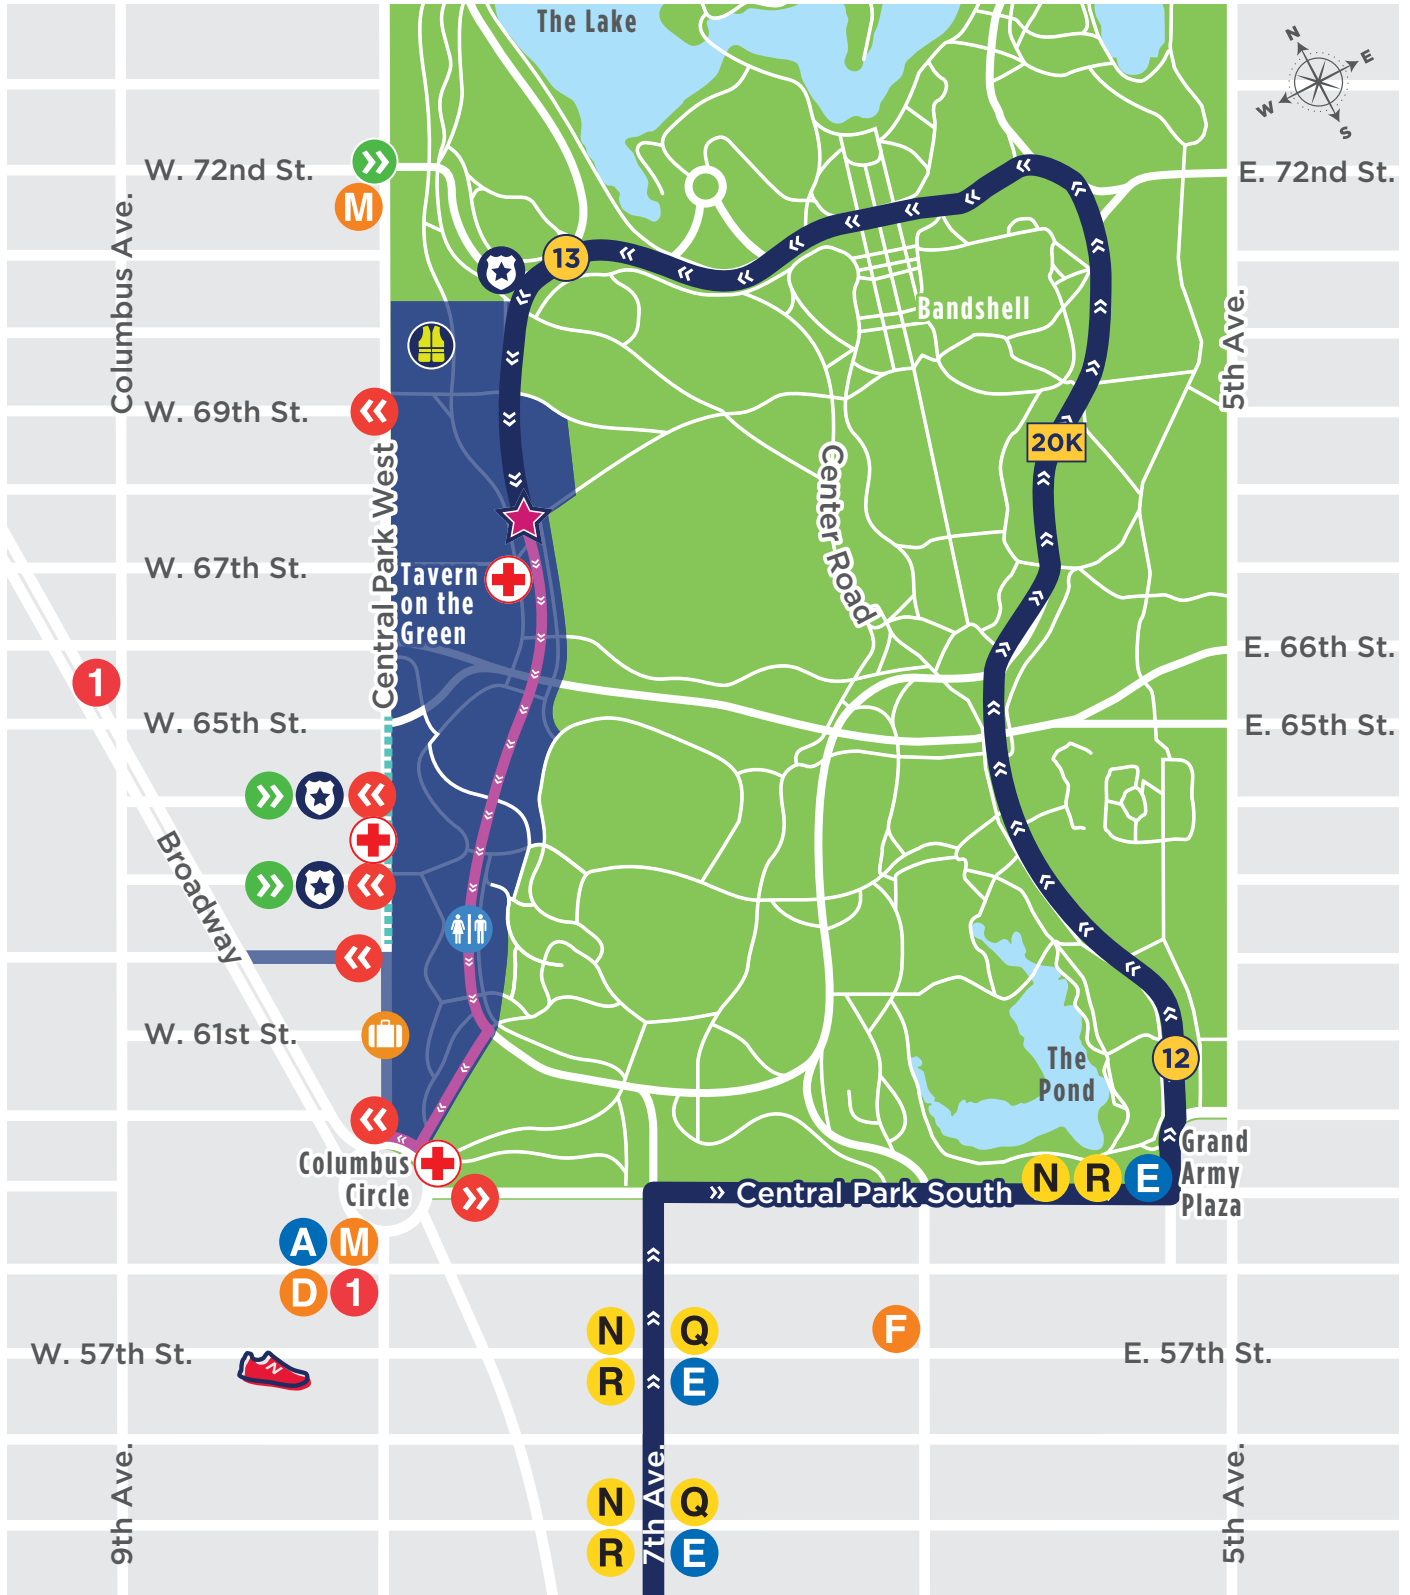 The Lake
N
E
W
S
W. 72nd St.
E. 72nd St.
M
13
Columbus Ave.
Bandshell
5th Ave.
W. 69th St.
20K
Central Park West
Center Road
W. 67th St.
Tavern
on the
Green
E. 66th St.
1
W. 65th St.
E. 65th St.
Broadway
W. 61st St.
The
Pond
12
Columbus
Circle
Grand
Army
Plaza
Central Park South
N R E
A M
D 1
N Q
R E
F
W. 57th St.
N
E. 57th St.
9th Ave.
7th Ave.
5th Ave.
N Q
R E